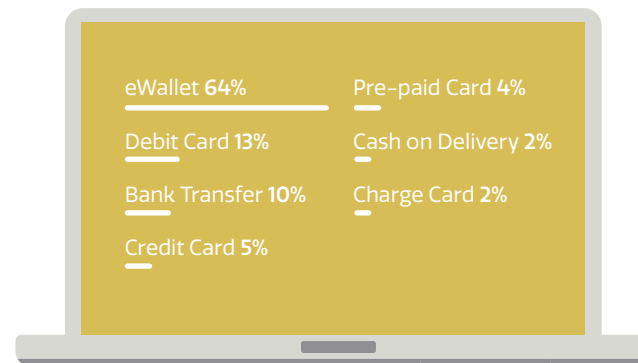 eWallet 64%
Debit Card 13%
Bank Transfer 10%
Credit Card 5%
Pre-paid Card 4%
Cash on Delivery 2%
Charge Card 2%